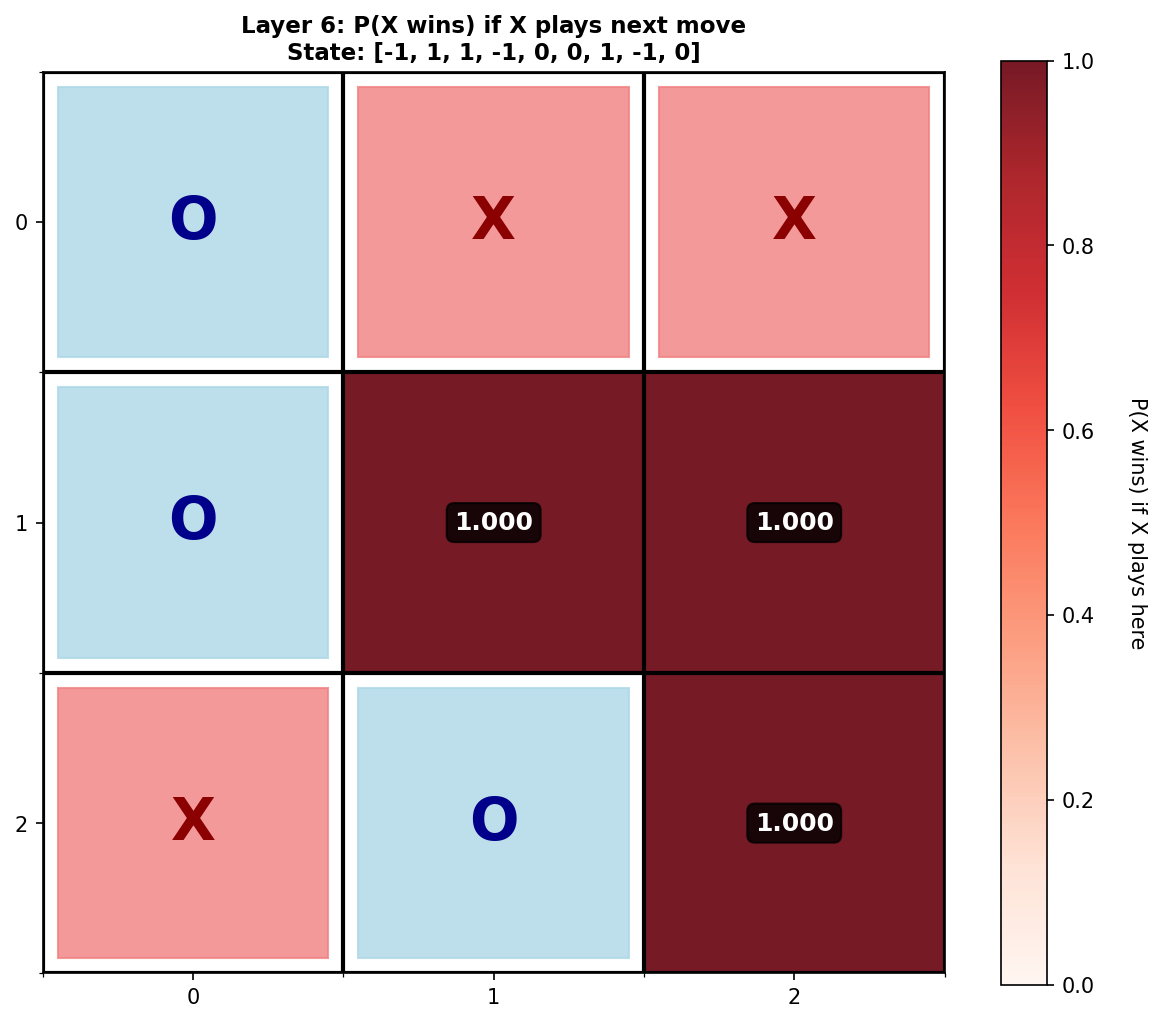 Layer 6: P(X wins) if X plays next move
State: [-1, 1, 1, -1, 0, 0, 1, -1, 0]
0
O
X
X
1
O
1.000
1.000
2
X
O
1.000
0
1
2
1.0
0.8
0.6
0.4
0.2
0.0
P(X wins) if X plays here